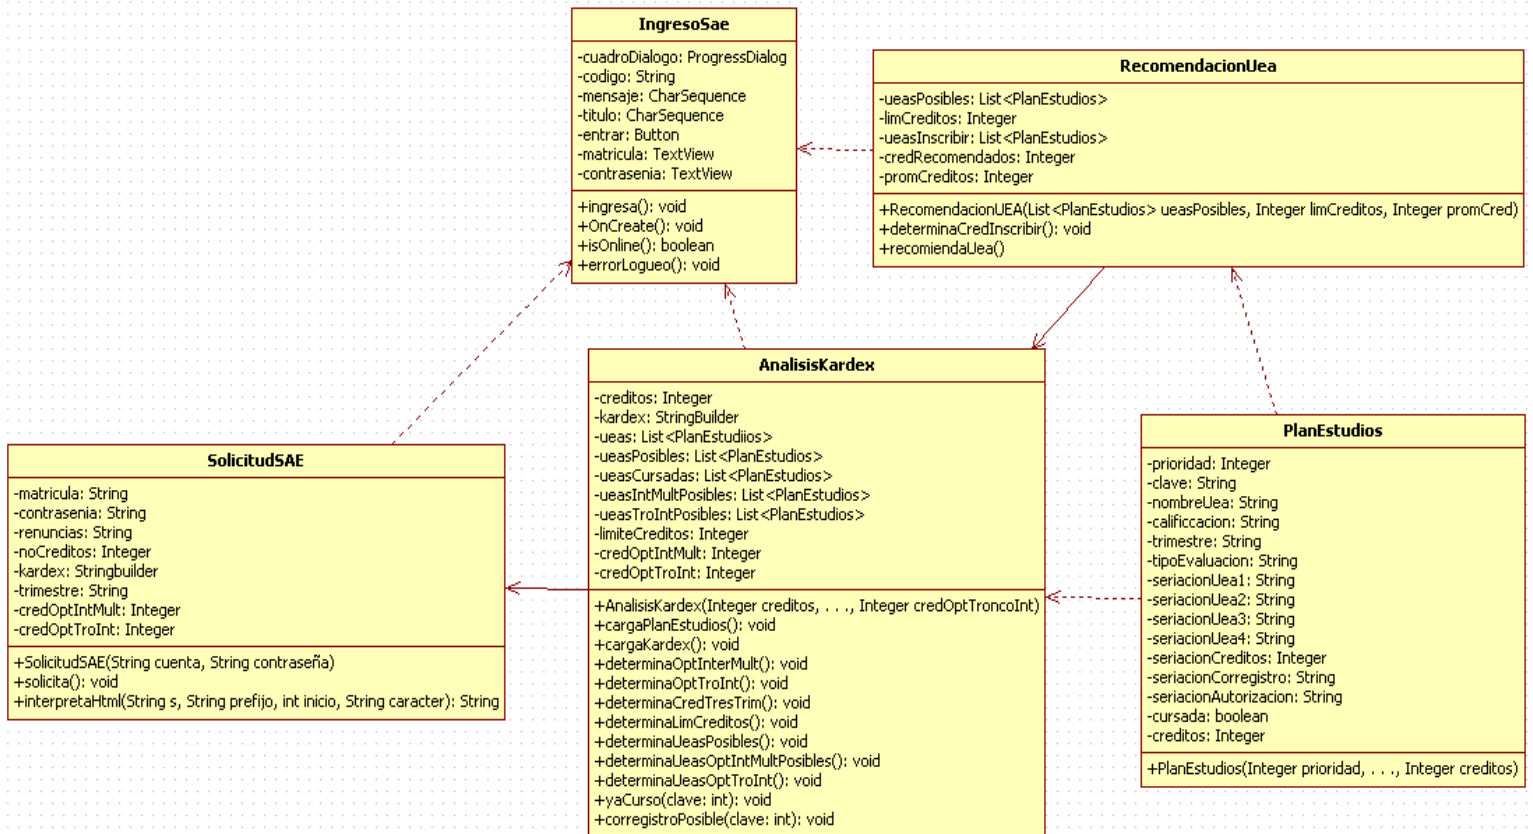 IngresoSae
-cuadroDialogo: ProgressDialog
-codigo: String
-mensaje: CharSequence
-titulo: CharSequence
-entrar: Button
-matricula: TextView
-contrasenia: TextView
+ingresa(): void
+OnCreate(): void
+isOnline(): boolean
+errorLogueo(): void
RecomendacionUea
-ueasPosibles: List<PlanEstudios>
-limCreditos: Integer
-ueasInscribir: List<PlanEstudios>
-credRecomendados: Integer
-promCreditos: Integer
+RecomendacionUEA(List<PlanEstudios> ueasPosibles, Integer limCreditos, Integer promCred)
+determinaCredInscribir(): void
+recomiendaUea()
AnalisisKardex
-creditos: Integer
-kardex: StringBuilder
-ueas: List<PlanEstudiios>
-ueasPosibles: List<PlanEstudios>
-ueasCursadas: List<PlanEstudios>
-ueasIntMultPosibles: List<PlanEstudios>
-ueasTroIntPosibles: List<PlanEstudios>
-limiteCreditos: Integer
-credOptIntMult: Integer
-credOptTroInt: Integer
+AnalisisKardex(Integer creditos, . . ., Integer credOptTroncoInt)
+cargaPlanEstudios(): void
+cargaKardex(): void
+determinaOptInterMult(): void
+determinaOptTroInt(): void
+determinaCredTresTrim(): void
+determinaLimCreditos(): void
+determinaUeasPosibles(): void
+determinaUeasOptIntMultPosibles(): void
+determinaUeasOptTroInt(): void
+yaCurso(clave: int): void
+corregistroPosible(clave: int): void
SolicitudSAE
-matricula: String
-contrasenia: String
-renuncias: String
-noCreditos: Integer
-kardex: Stringbuilder
-trimestre: String
-credOptIntMult: Integer
-credOptTroInt: Integer
+SolicitudSAE(String cuenta, String contraseña)
+solicita(): void
+interpretaHtml(String s, String prefijo, int inicio, String caracter): String
PlanEstudios
-prioridad: Integer
-clave: String
-nombreUea: String
-calificcacion: String
-trimestre: String
-tipoEvaluacion: String
-seriacionUea1: String
-seriacionUea2: String
-seriacionUea3: String
-seriacionUea4: String
-seriacionCreditos: Integer
-seriacionCorregistro: String
-seriacionAutorizacion: String
-cursada: boolean
-creditos: Integer
+PlanEstudios(Integer prioridad, . . ., Integer creditos)